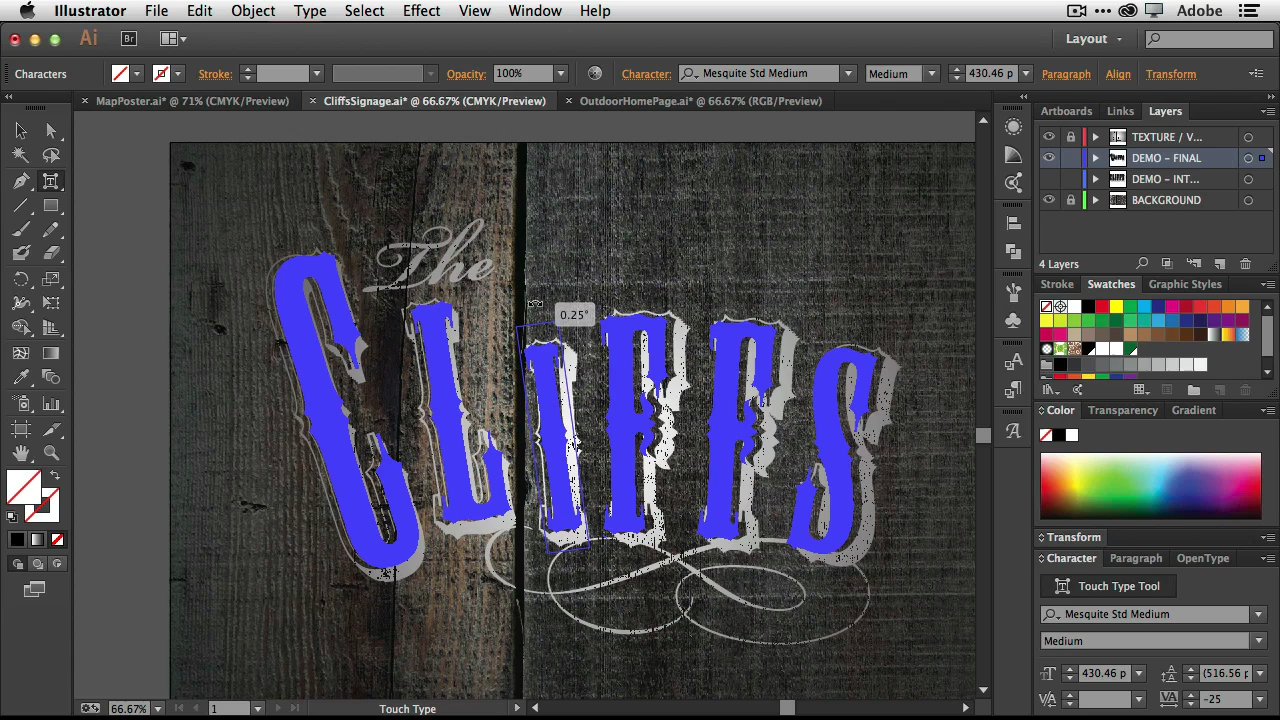 Illustrator File Edit Object Type Select Effect View Window Help Adobe
Ai Br Layout
Characters Stroke: Opacity: 100% Character: Mesquite Std Medium Medium 430.46 p Paragraph Align Transform
MapPoster.ai* @ 71% (CMYK/Preview) CliffsSignage.ai* @ 66.67% (CMYK/Preview) OutdoorHomePage.ai* @ 66.67% (RGB/Preview)
Artboards Links Layers
TEXTURE / V...
DEMO – FINAL
DEMO – INT...
BACKGROUND
4 Layers
Stroke Swatches Graphic Styles
Color Transparency Gradient
Transform
Character Paragraph OpenType
Touch Type Tool
Mesquite Std Medium
Medium
430.46 p (516.56 p
-25
The
0.25"
CLIFFS
66.67% 1 Touch Type